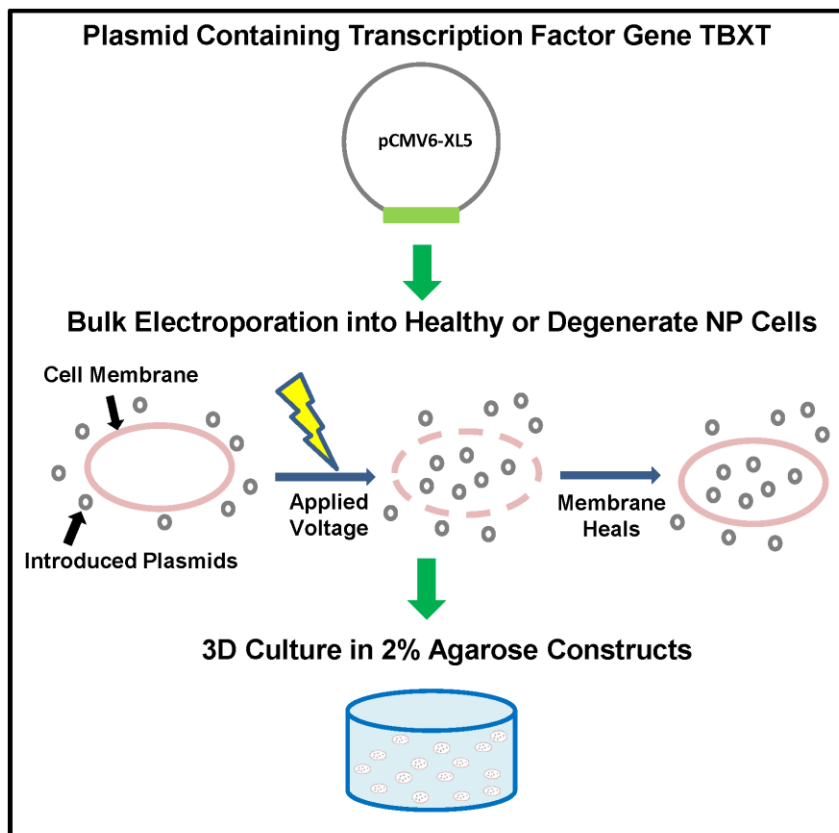 Plasmid Containing Transcription Factor Gene TBXT
pCMV6-XL5
Bulk Electroporation into Healthy or Degenerate NP Cells
Cell Membrane
Introduced Plasmids
Applied
Voltage
Membrane
Heals
3D Culture in 2% Agarose Constructs